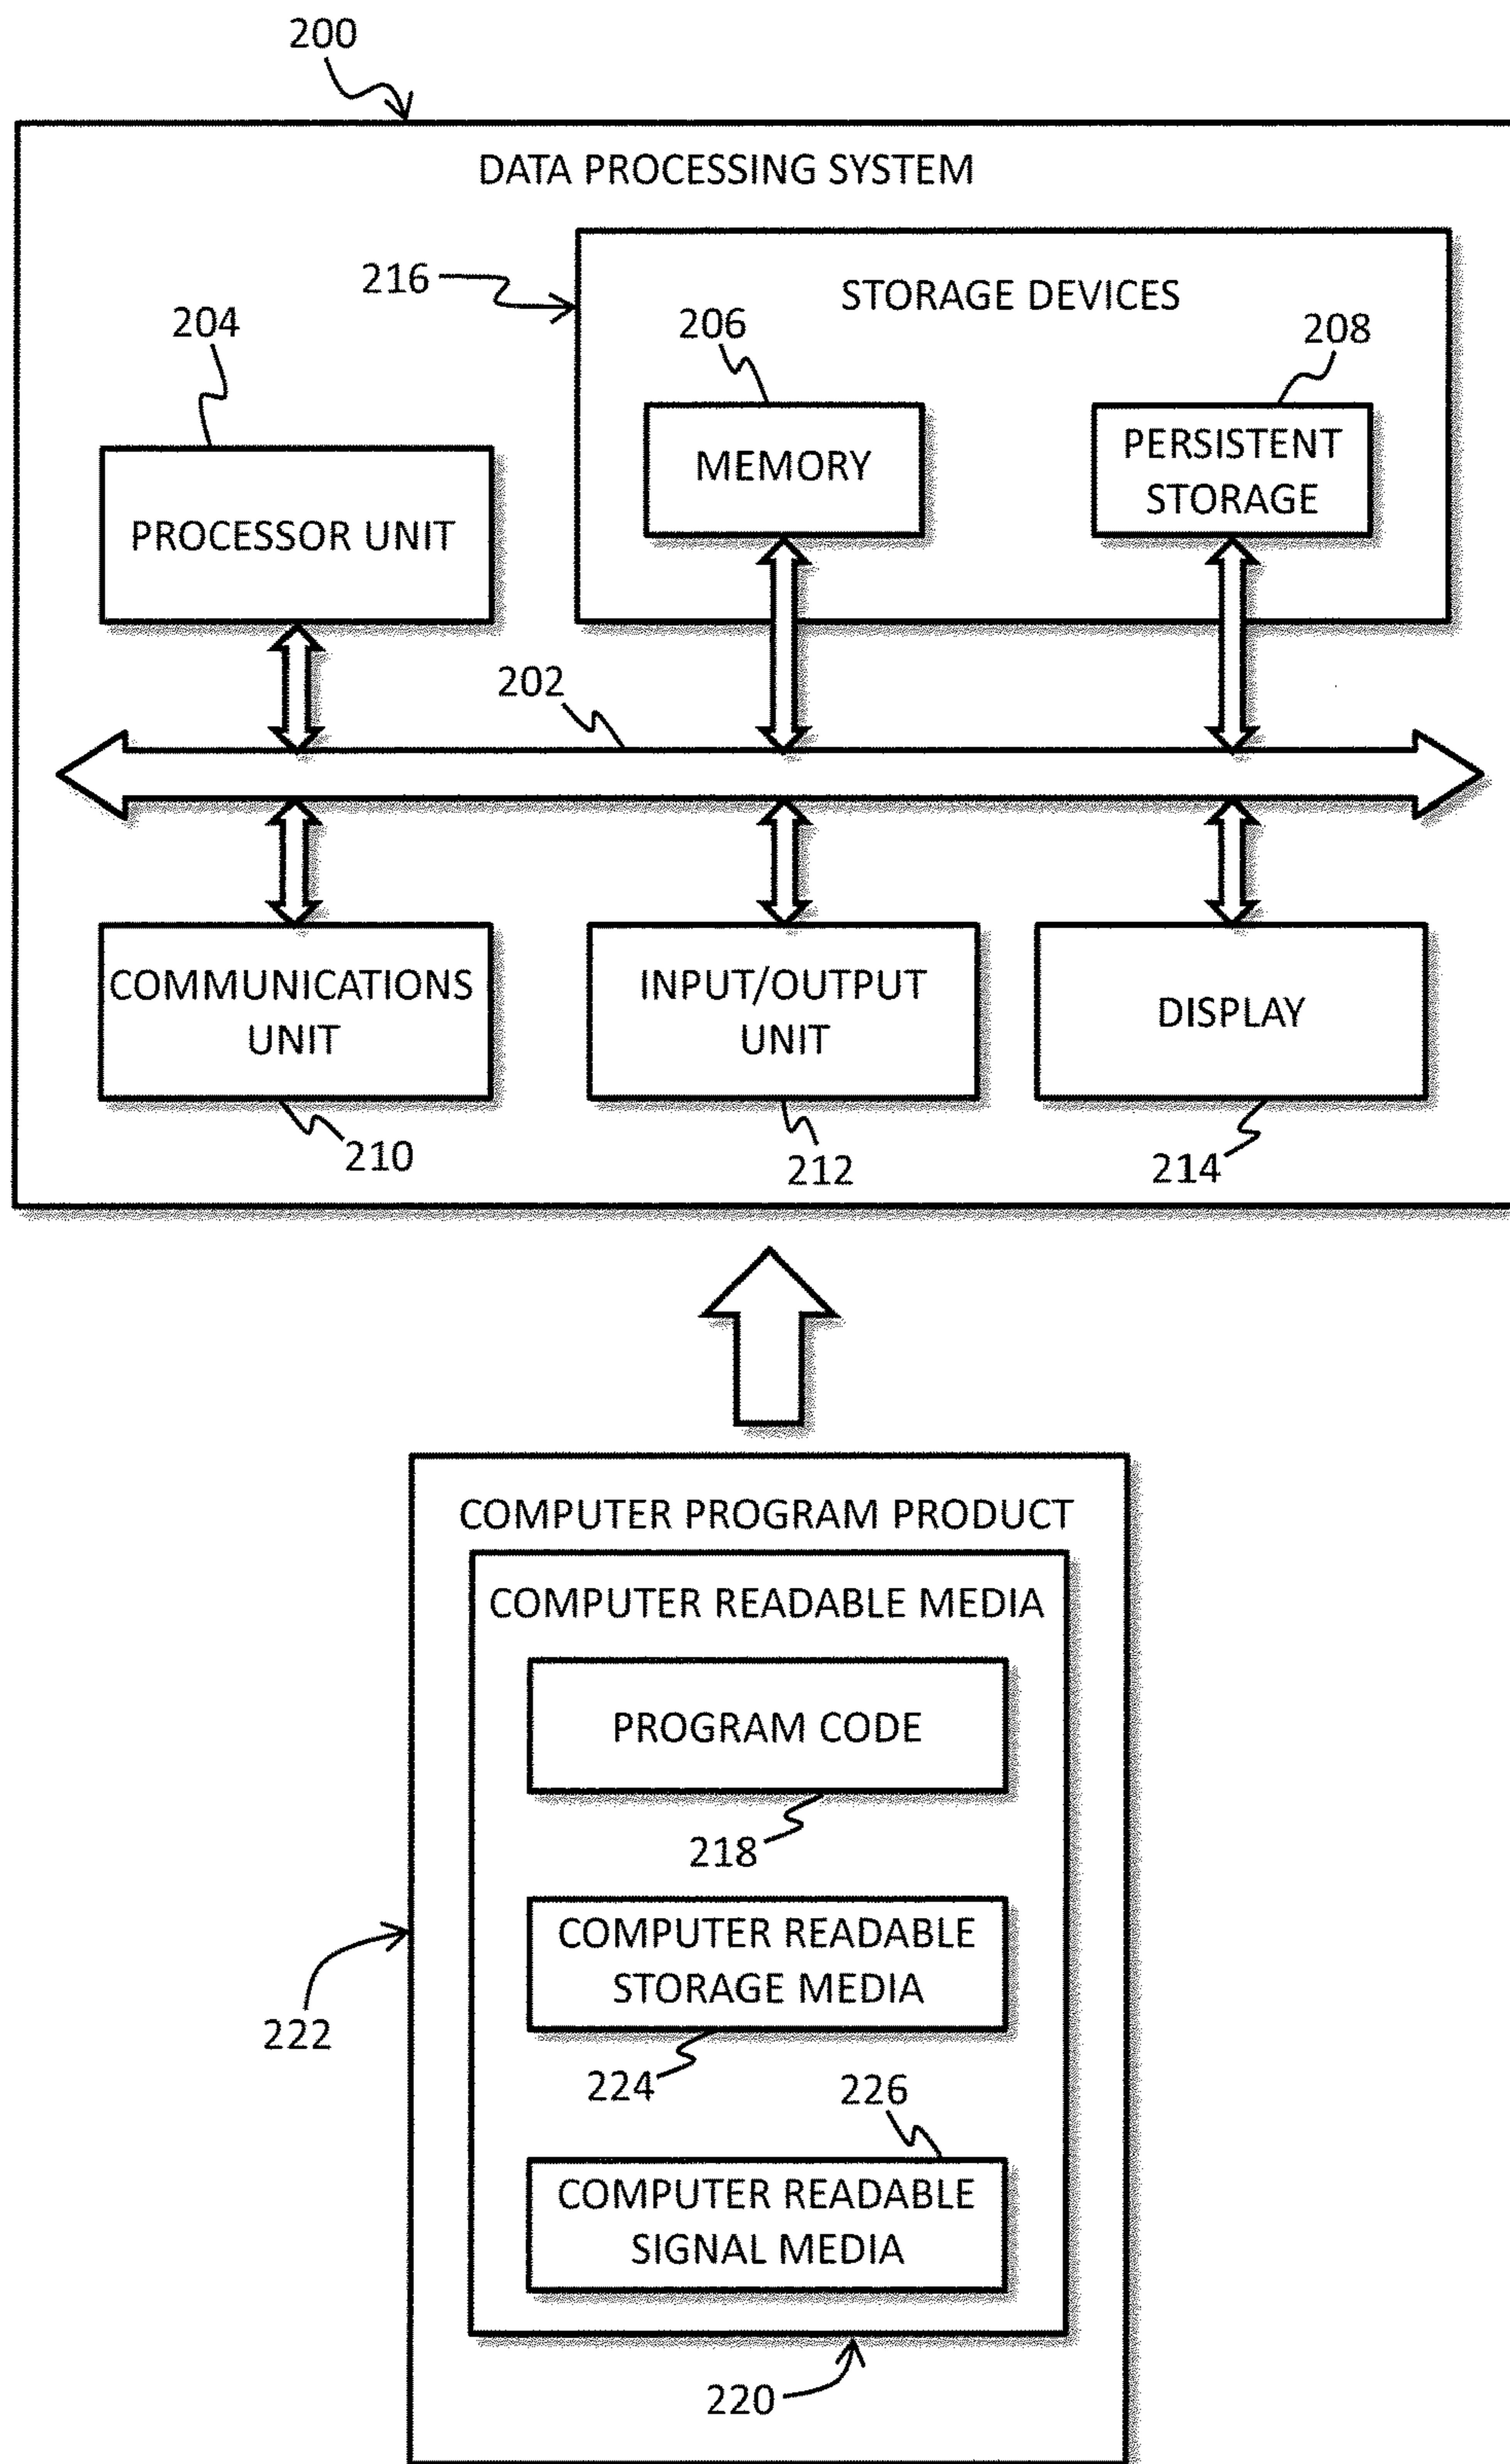 200
DATA PROCESSING SYSTEM
216
STORAGE DEVICES
204
206
208
PROCESSOR UNIT
MEMORY
PERSISTENT
STORAGE
202
COMMUNICATIONS
UNIT
INPUT/OUTPUT
UNIT
DISPLAY
210
212
214
COMPUTER PROGRAM PRODUCT
COMPUTER READABLE MEDIA
PROGRAM CODE
218
COMPUTER READABLE
STORAGE MEDIA
222
224
226
COMPUTER READABLE
SIGNAL MEDIA
220